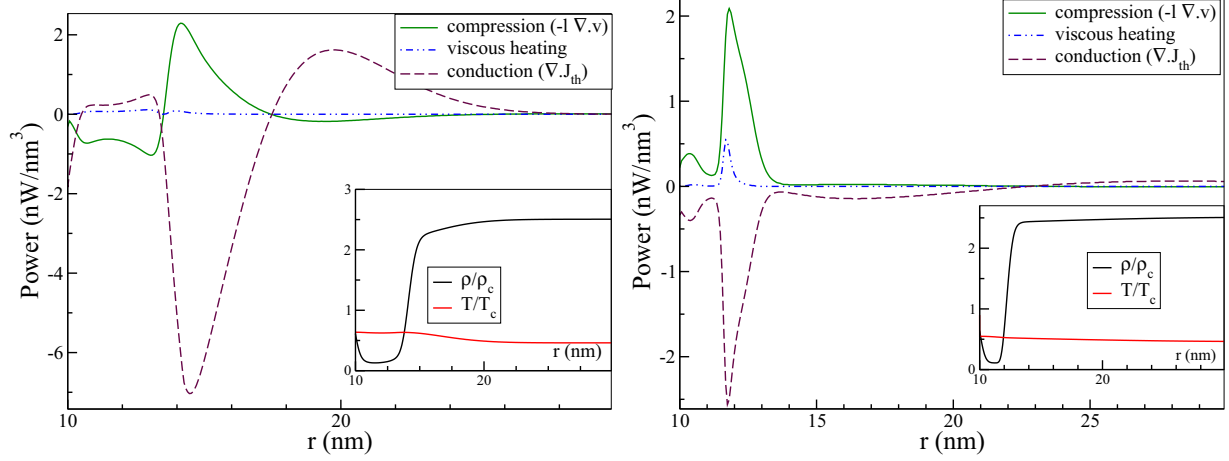 compression (-l ∇.v)
viscous heating
conduction (∇.J_th)
Power (nW/nm³)
2
0
-2
-4
-6
10
20
r (nm)
3
2
1
0
10
20
ρ/ρ_c
T/T_c
r (nm)
compression (-l ∇.v)
viscous heating
conduction (∇.J_th)
Power (nW/nm³)
2
1
0
-1
-2
10
15
20
25
r (nm)
2
1
0
10
20
ρ/ρ_c
T/T_c
r (nm)